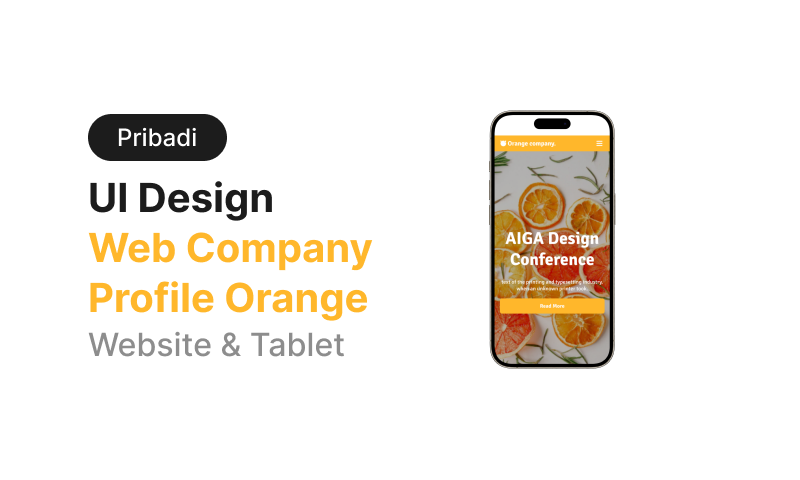 Pribadi
UI Design
Web Company
Profile Orange
Website & Tablet
Orange company.
AIGA Design
Conference
text of the printing and typesetting industry,
when an unknown printer took
Read More